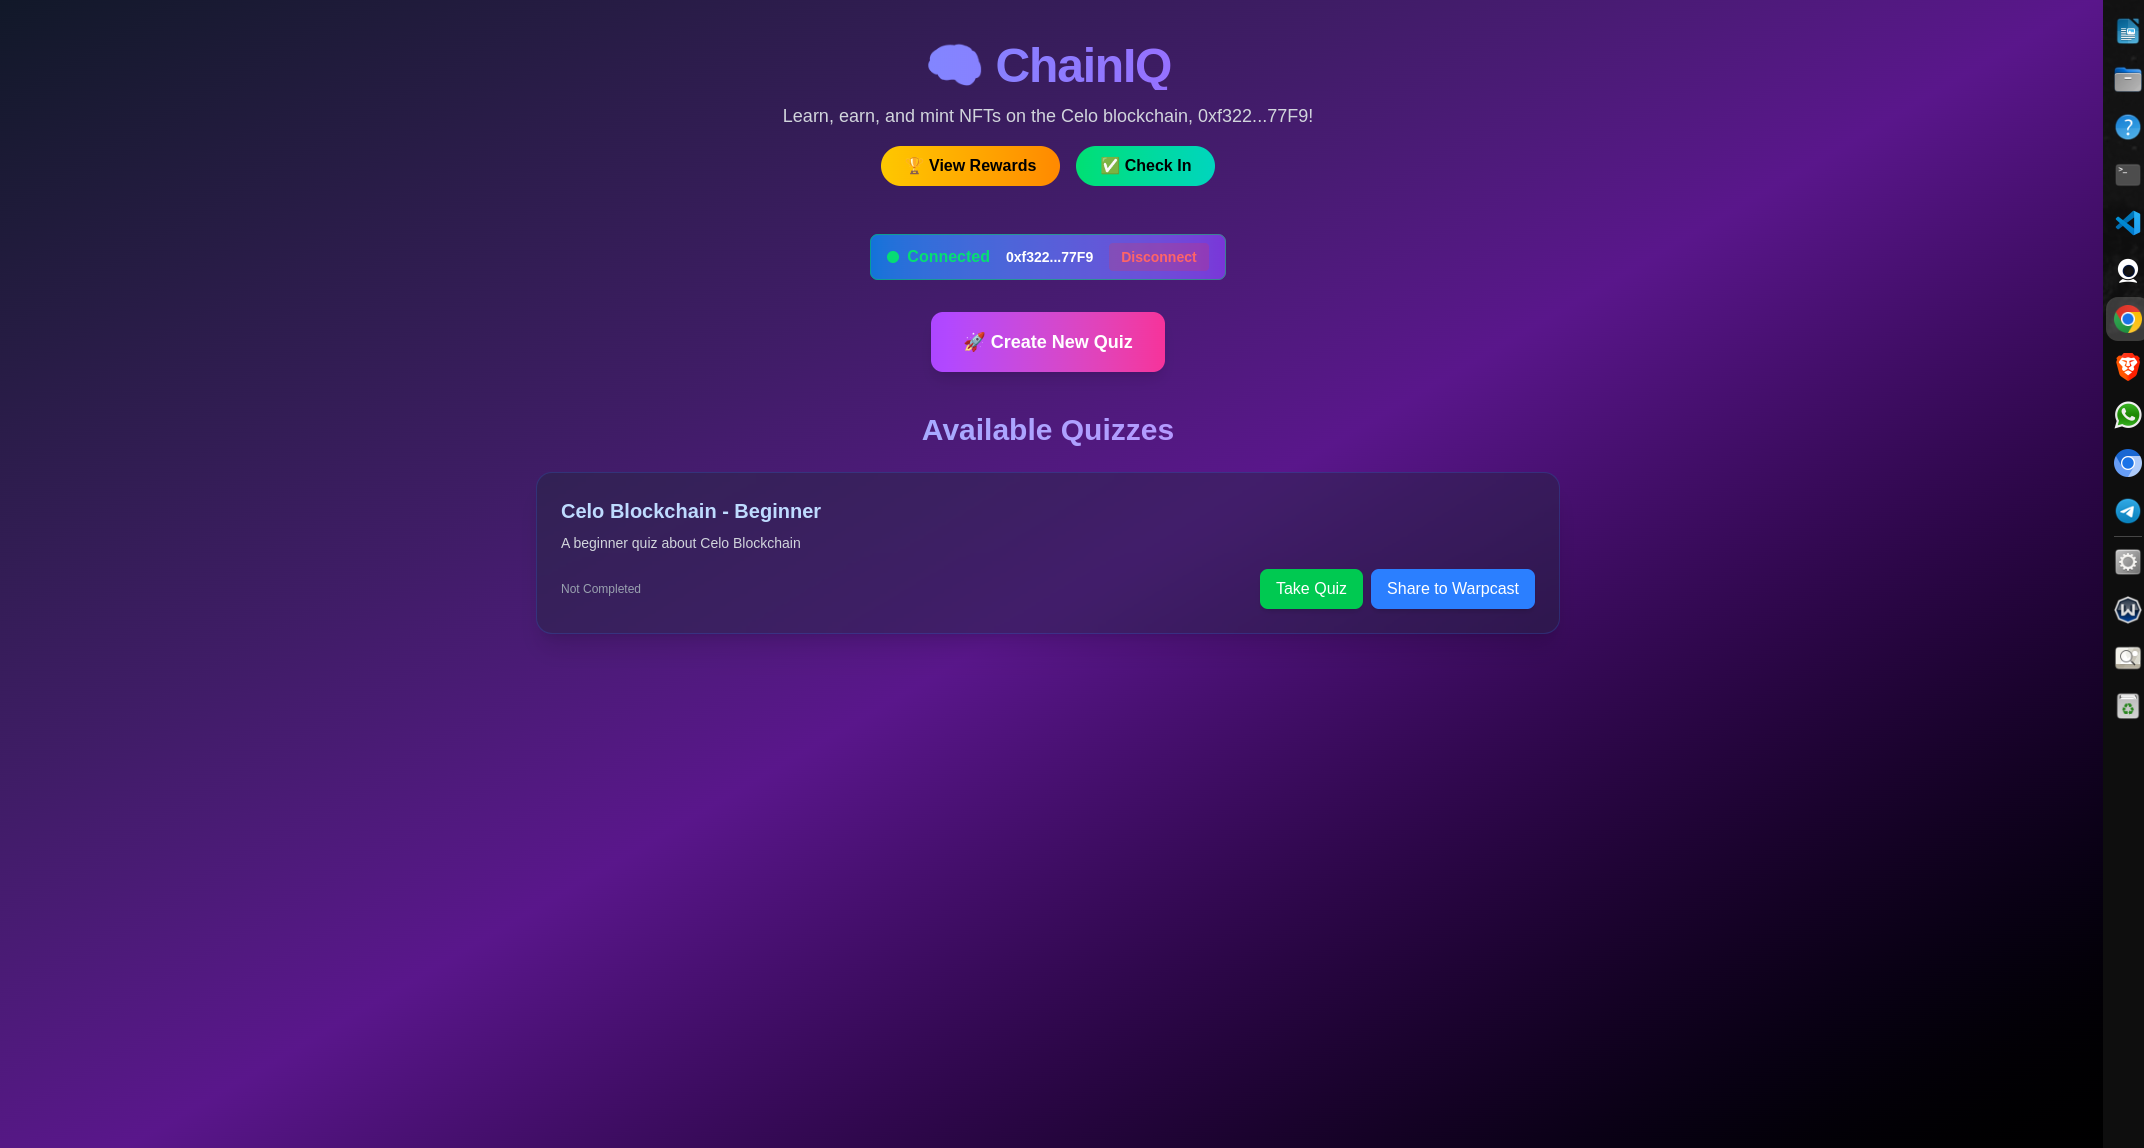 🧠 ChainIQ
Learn, earn, and mint NFTs on the Celo blockchain, 0xf322...77F9!
🏆 View Rewards ✅ Check In
Connected 0xf322...77F9 Disconnect
🚀 Create New Quiz
Available Quizzes
Celo Blockchain - Beginner
A beginner quiz about Celo Blockchain
Not Completed Take Quiz Share to Warpcast